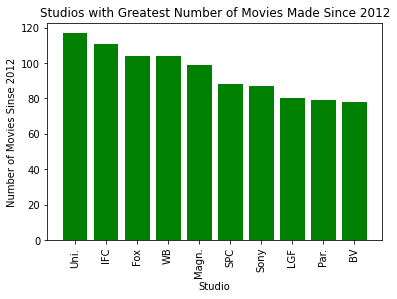 Studios with Greatest Number of Movies Made Since 2012
Number of Movies Sinse 2012
120
100
80
60
40
20
0
Uni.
IFC
Fox
WB
Magn.
SPC
Sony
LGF
Par.
BV
Studio